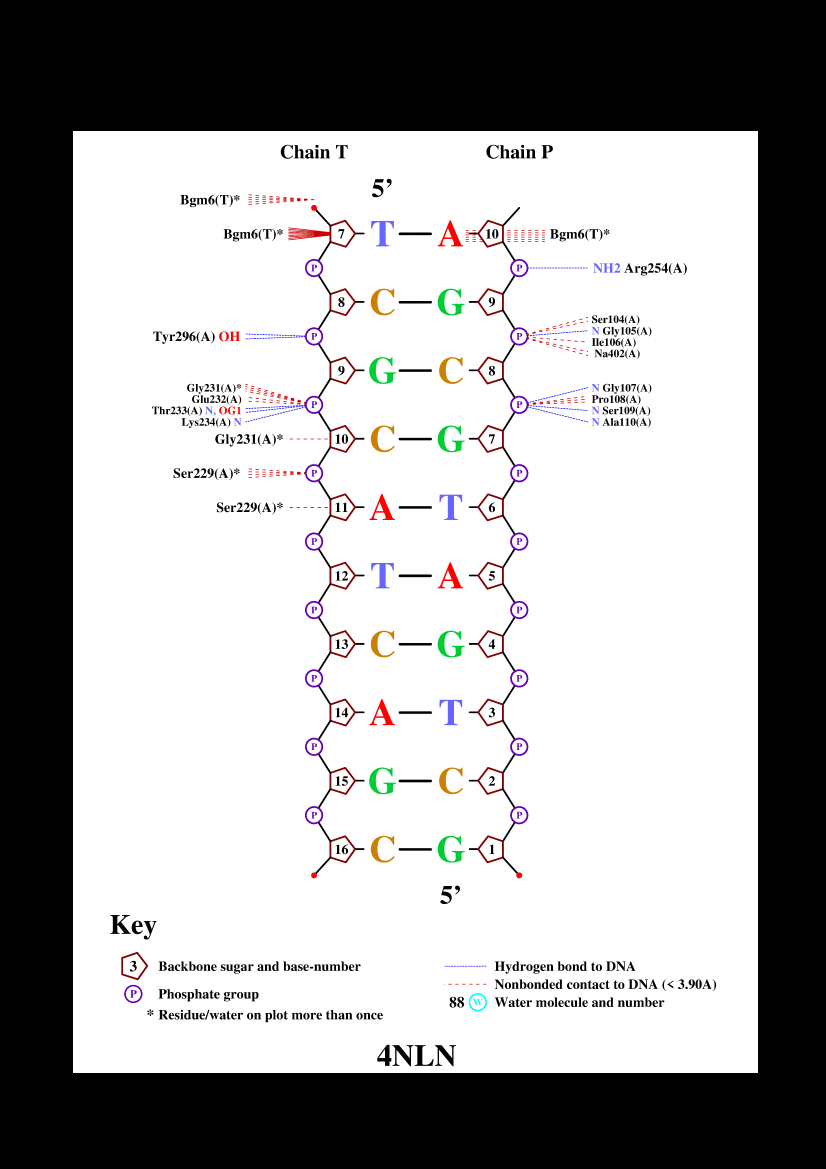 Chain T Chain P
5’
Bgm6(T)*
Bgm6(T)* 7 T A 10 Bgm6(T)*
P P NH2 Arg254(A)
8 C G 9
Ser104(A)
N Gly105(A)
Tyr296(A) OH P P
Ile106(A)
Na402(A)
9 G C 8
Gly231(A)* N Gly107(A)
Glu232(A) Pro108(A)
P P
Thr233(A) N, OG1 N Ser109(A)
Lys234(A) N N Ala110(A)
Gly231(A)* 10 C G 7
Ser229(A)* P P
Ser229(A)* 11 A T 6
P P
12 T A 5
P P
13 C G 4
P P
14 A T 3
P P
15 G C 2
P P
16 C G 1
5’
Key
3 Backbone sugar and base-number Hydrogen bond to DNA
Nonbonded contact to DNA (< 3.90A)
P Phosphate group
88 W Water molecule and number
* Residue/water on plot more than once
4NLN